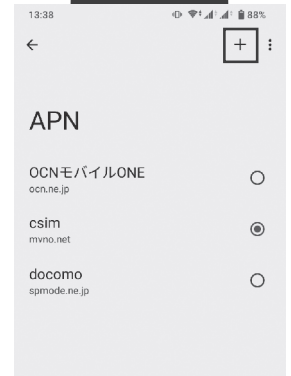 13:38
88%
APN
OCNモバイルONE
ocn.ne.jp
csim
mvno.net
docomo
spmode.ne.jp